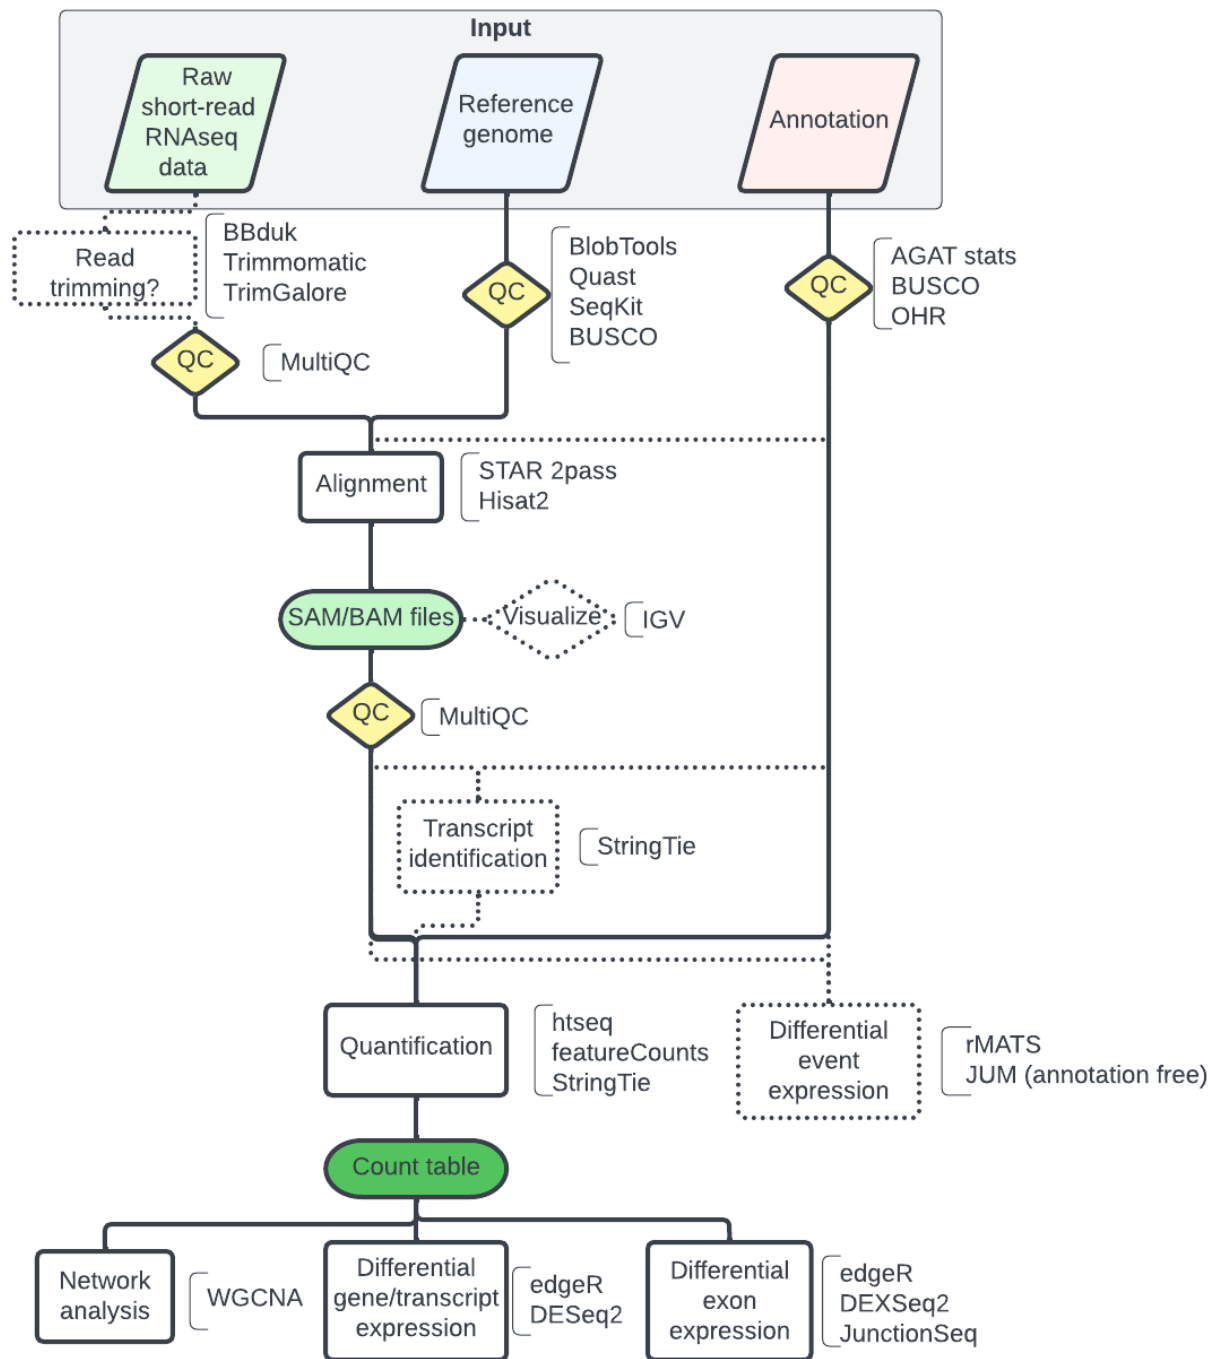 Input
Raw
short-read
RNAseq
data
Reference
genome
Annotation
Read
trimming?
BBduk
Trimmomatic
TrimGalore
QC
BlobTools
Quast
SeqKit
BUSCO
QC
AGAT stats
BUSCO
OHR
QC
MultiQC
Alignment
STAR 2pass
Hisat2
SAM/BAM files
Visualize
IGV
QC
MultiQC
Transcript
identification
StringTie
Quantification
htseq
featureCounts
StringTie
Differential
event
expression
rMATS
JUM (annotation free)
Count table
Network
analysis
WGCNA
Differential
gene/transcript
expression
edgeR
DESeq2
Differential
exon
expression
edgeR
DEXSeq2
JunctionSeq